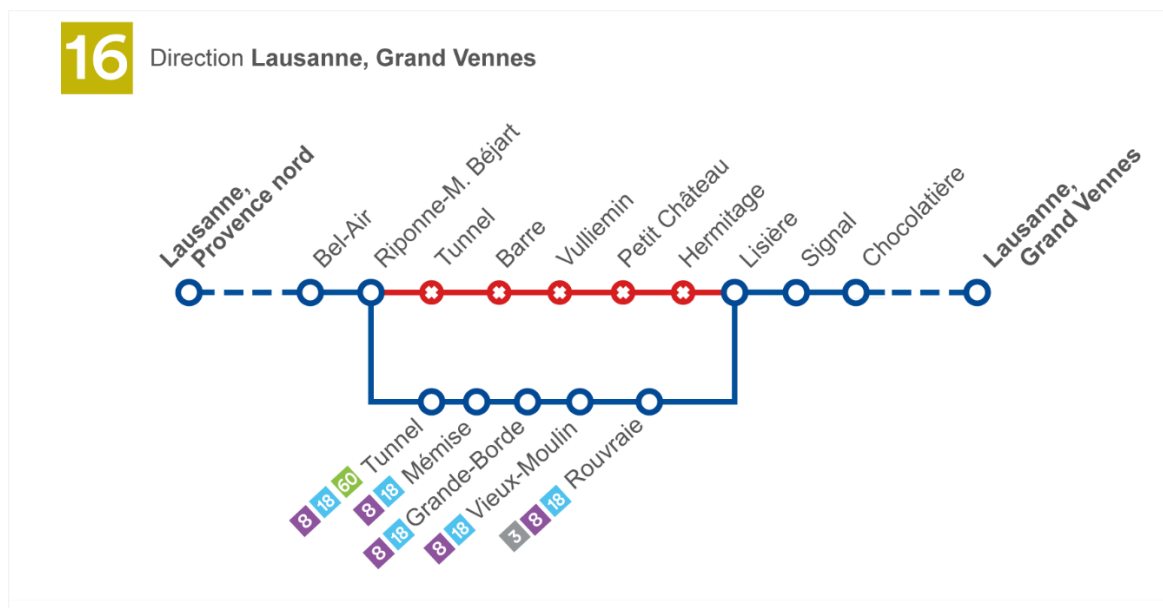 16 Direction Lausanne, Grand Vennes
Lausanne,
Provence nord
Bel-Air
Riponne-M. Béjart
Tunnel
Barre
Vulliemin
Petit Château
Hermitage
Lisière
Signal
Chocolatière
Lausanne,
Grand Vennes
8 18 60 Tunnel
8 18 Mémise
8 18 Grande-Borde
8 18 Vieux-Moulin
3 8 18 Rouvraie